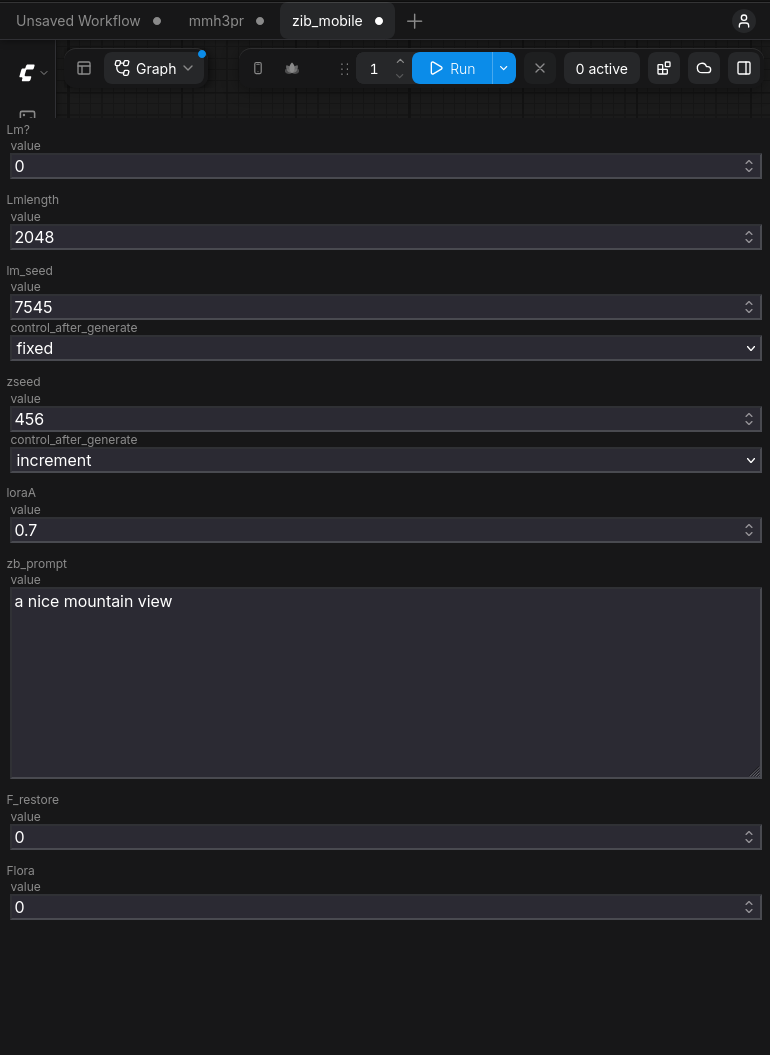 Unsaved Workflow mmh3pr zib_mobile
Graph 1 Run 0 active
Lm?
value
0
Lmlength
value
2048
lm_seed
value
7545
control_after_generate
fixed
zseed
value
456
control_after_generate
increment
loraA
value
0.7
zb_prompt
value
a nice mountain view
F_restore
value
0
Flora
value
0